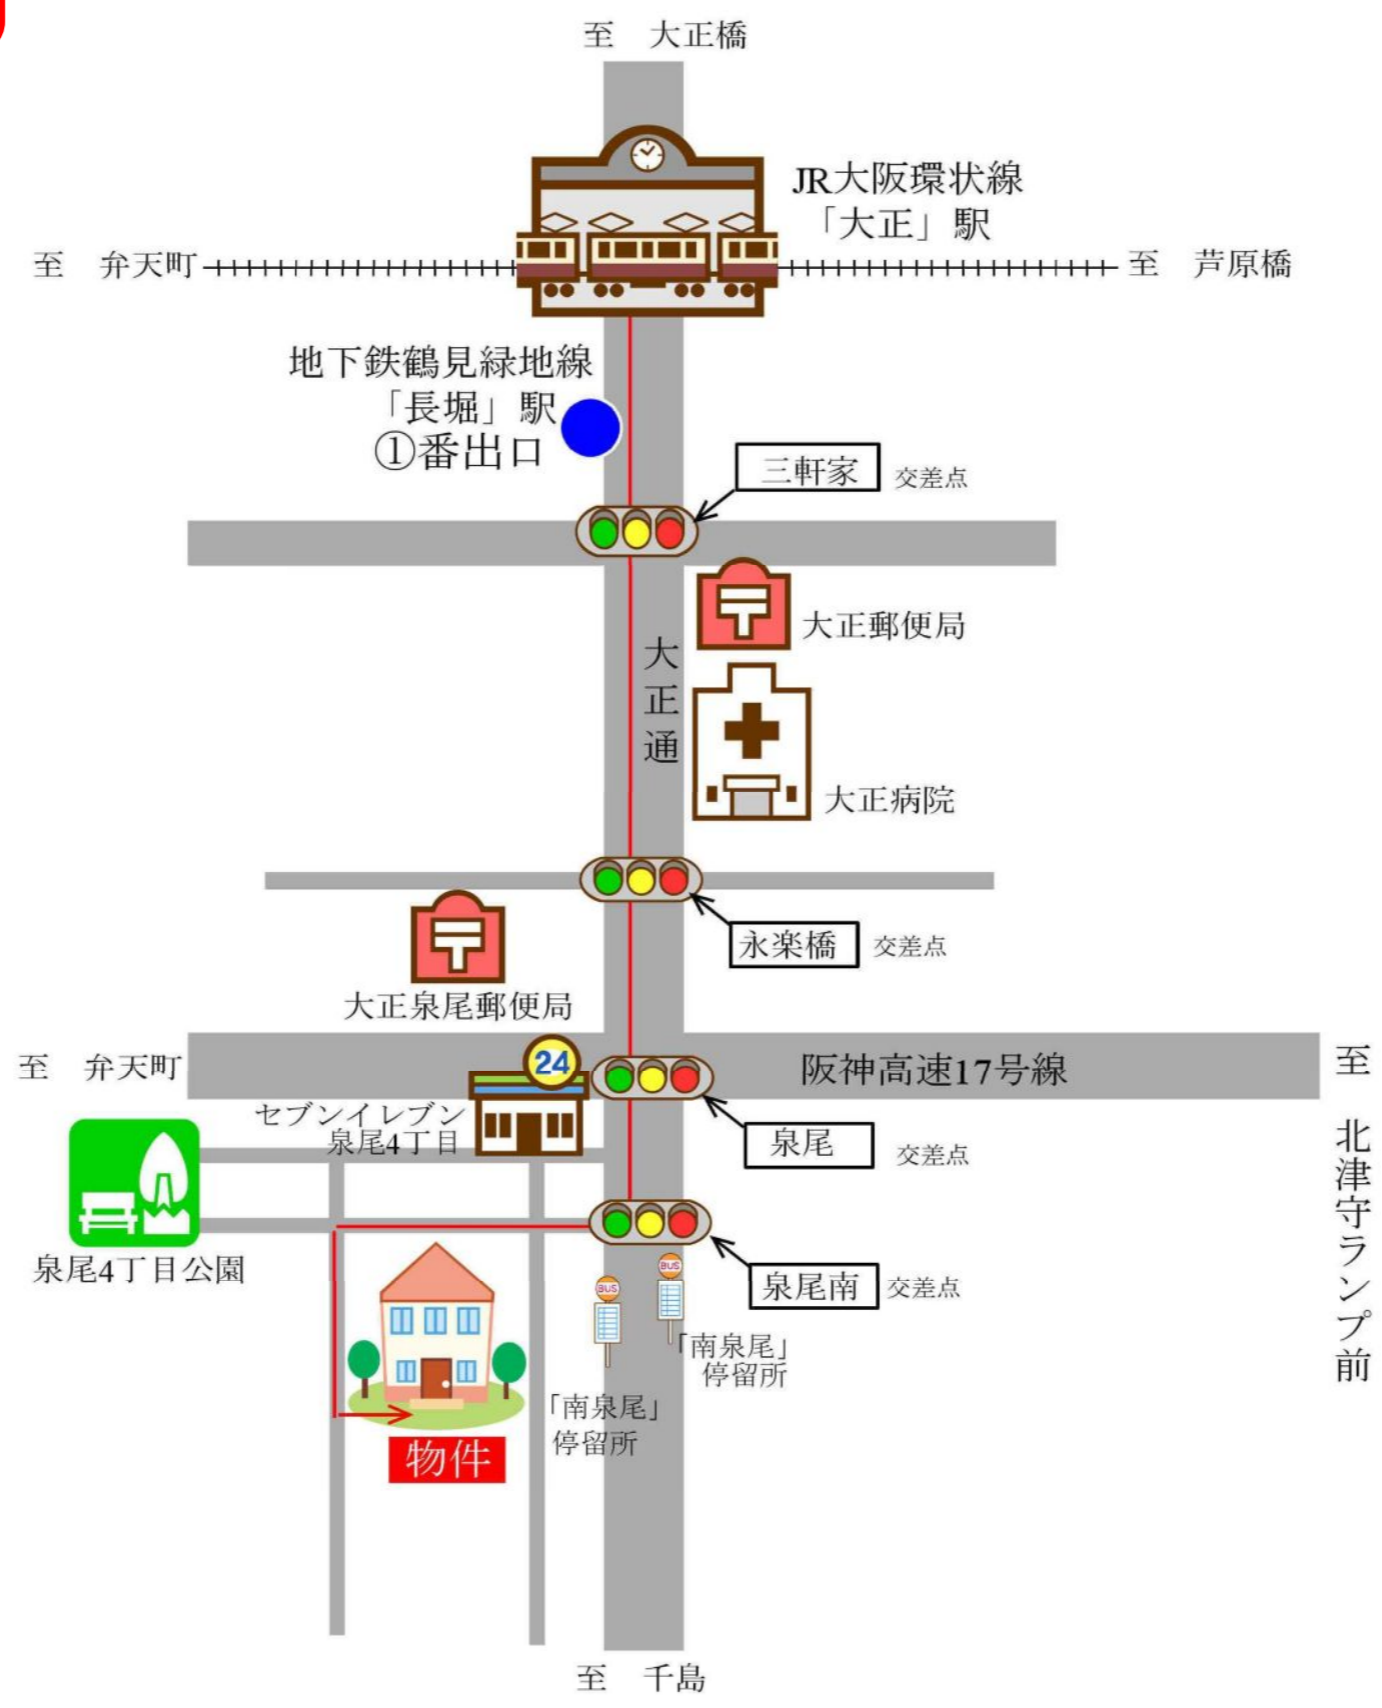 至　大正橋
JR大阪環状線
「大正」駅
至　弁天町
至　芦原橋
地下鉄鶴見緑地線
「長堀」駅
①番出口
三軒家 交差点
大正郵便局
大正通
大正病院
永楽橋 交差点
大正泉尾郵便局
至　弁天町
24
阪神高速17号線
至　北津守ランプ前
セブンイレブン
泉尾4丁目
泉尾 交差点
泉尾4丁目公園
泉尾南 交差点
BUS
BUS
「南泉尾」
停留所
「南泉尾」
停留所
物件
至　千島